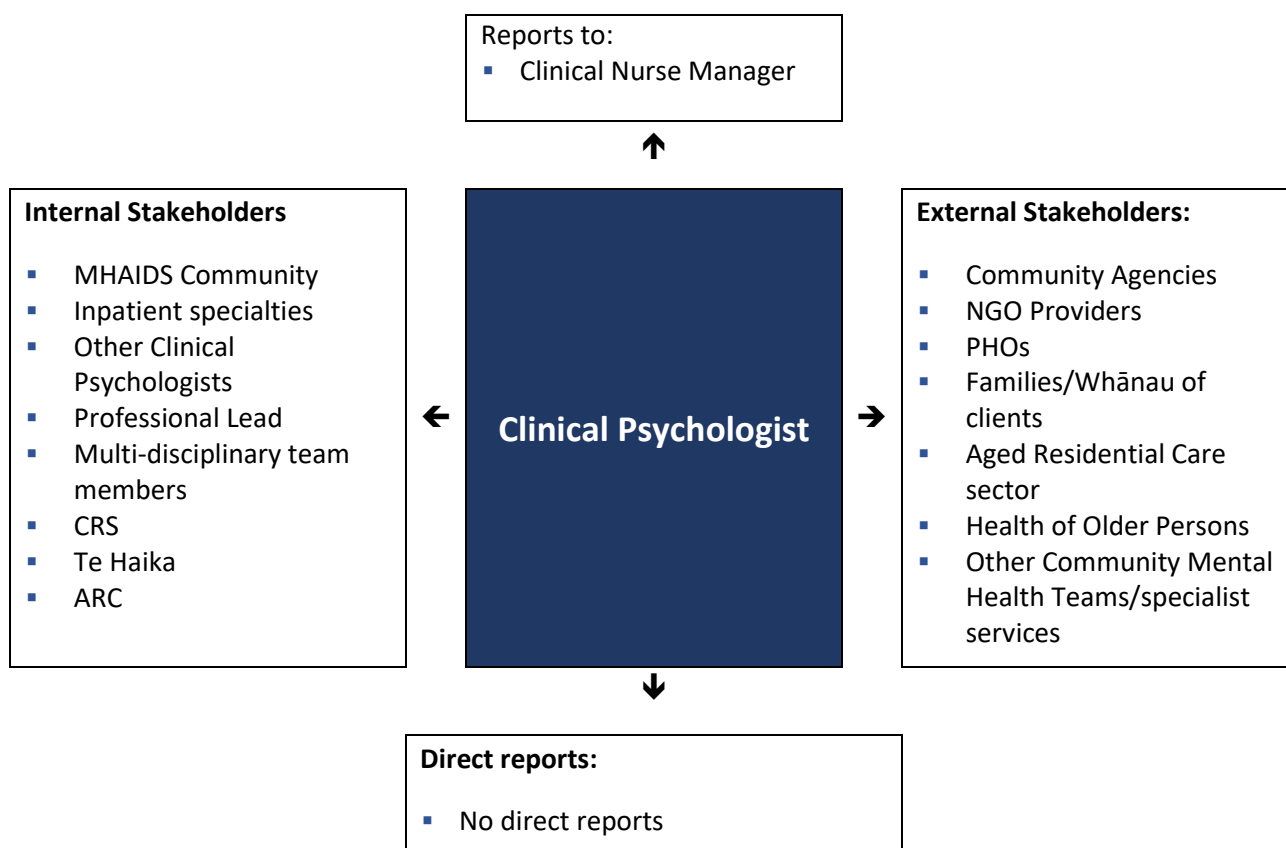 Reports to:
▪ Clinical Nurse Manager
Internal Stakeholders
▪ MHAIDS Community
▪ Inpatient specialties
▪ Other Clinical
Psychologists
▪ Professional Lead
▪ Multi-disciplinary team
members
▪ CRS
▪ Te Haika
▪ ARC
Clinical Psychologist
External Stakeholders:
▪ Community Agencies
▪ NGO Providers
▪ PHOs
▪ Families/Whānau of
clients
▪ Aged Residential Care
sector
▪ Health of Older Persons
▪ Other Community Mental
Health Teams/specialist
services
Direct reports:
▪ No direct reports